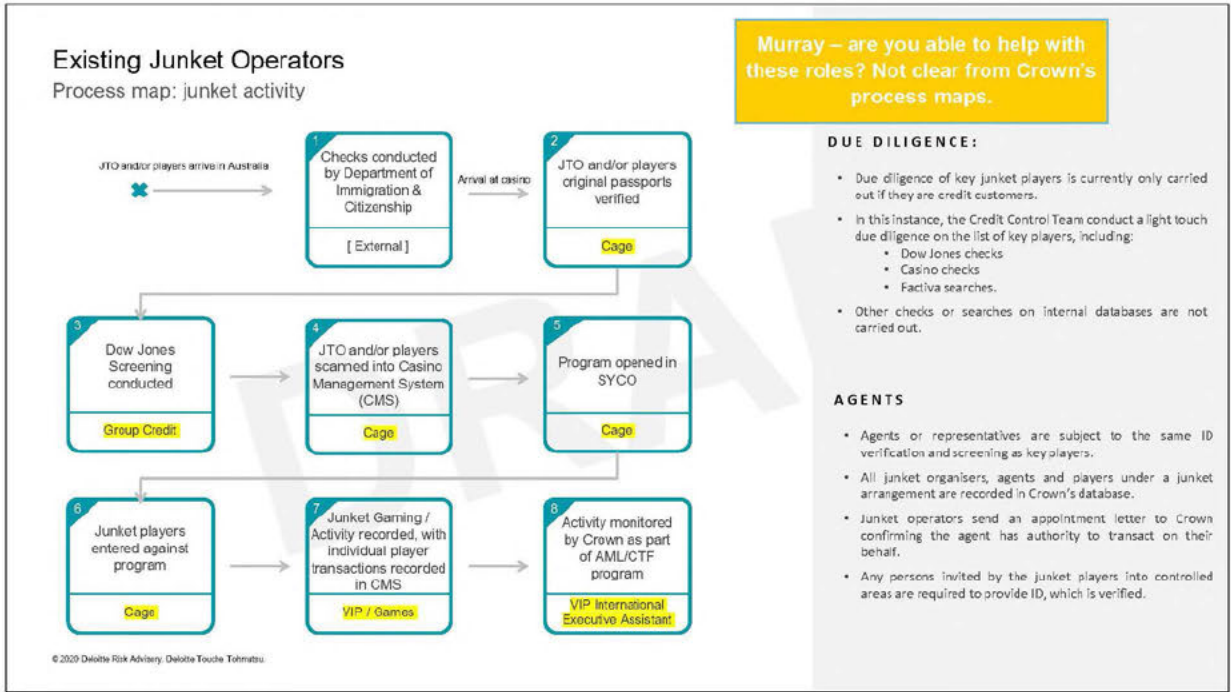 Existing Junket Operators
Process map: junket activity
Murray – are you able to help with
these roles? Not clear from Crown's
process maps.
JTO and/or players arrive in Australia
1
Checks conducted
by Department of
Immigration &
Citizenship
[ External ]
Arrival at casino
2
JTO and/or players
original passports
verified
Cage
3
Dow Jones
Screening
conducted
Group Credit
4
JTO and/or players
scanned into Casino
Management System
(CMS)
Cage
5
Program opened in
SYCO
Cage
6
Junket players
entered against
program
Cage
7
Junket Gaming /
Activity recorded, with
individual player
transactions recorded
in CMS
VIP / Games
8
Activity monitored
by Crown as part
of AML/CTF
program
VIP International
Executive Assistant
DUE DILIGENCE:
• Due diligence of key junket players is currently only carried
out if they are credit customers.
• In this instance, the Credit Control Team conduct a light touch
due diligence on the list of key players, including:
• Dow Jones checks
• Casino checks
• Factiva searches.
• Other checks or searches on internal databases are not
carried out.
AGENTS
• Agents or representatives are subject to the same ID
verification and screening as key players.
• All junket organisers, agents and players under a junket
arrangement are recorded in Crown's database.
• Junket operators send an appointment letter to Crown
confirming the agent has authority to transact on their
behalf.
• Any persons invited by the junket players into controlled
areas are required to provide ID, which is verified.
© 2020 Deloitte Risk Advisory. Deloitte Touche Tohmatsu.
DRA